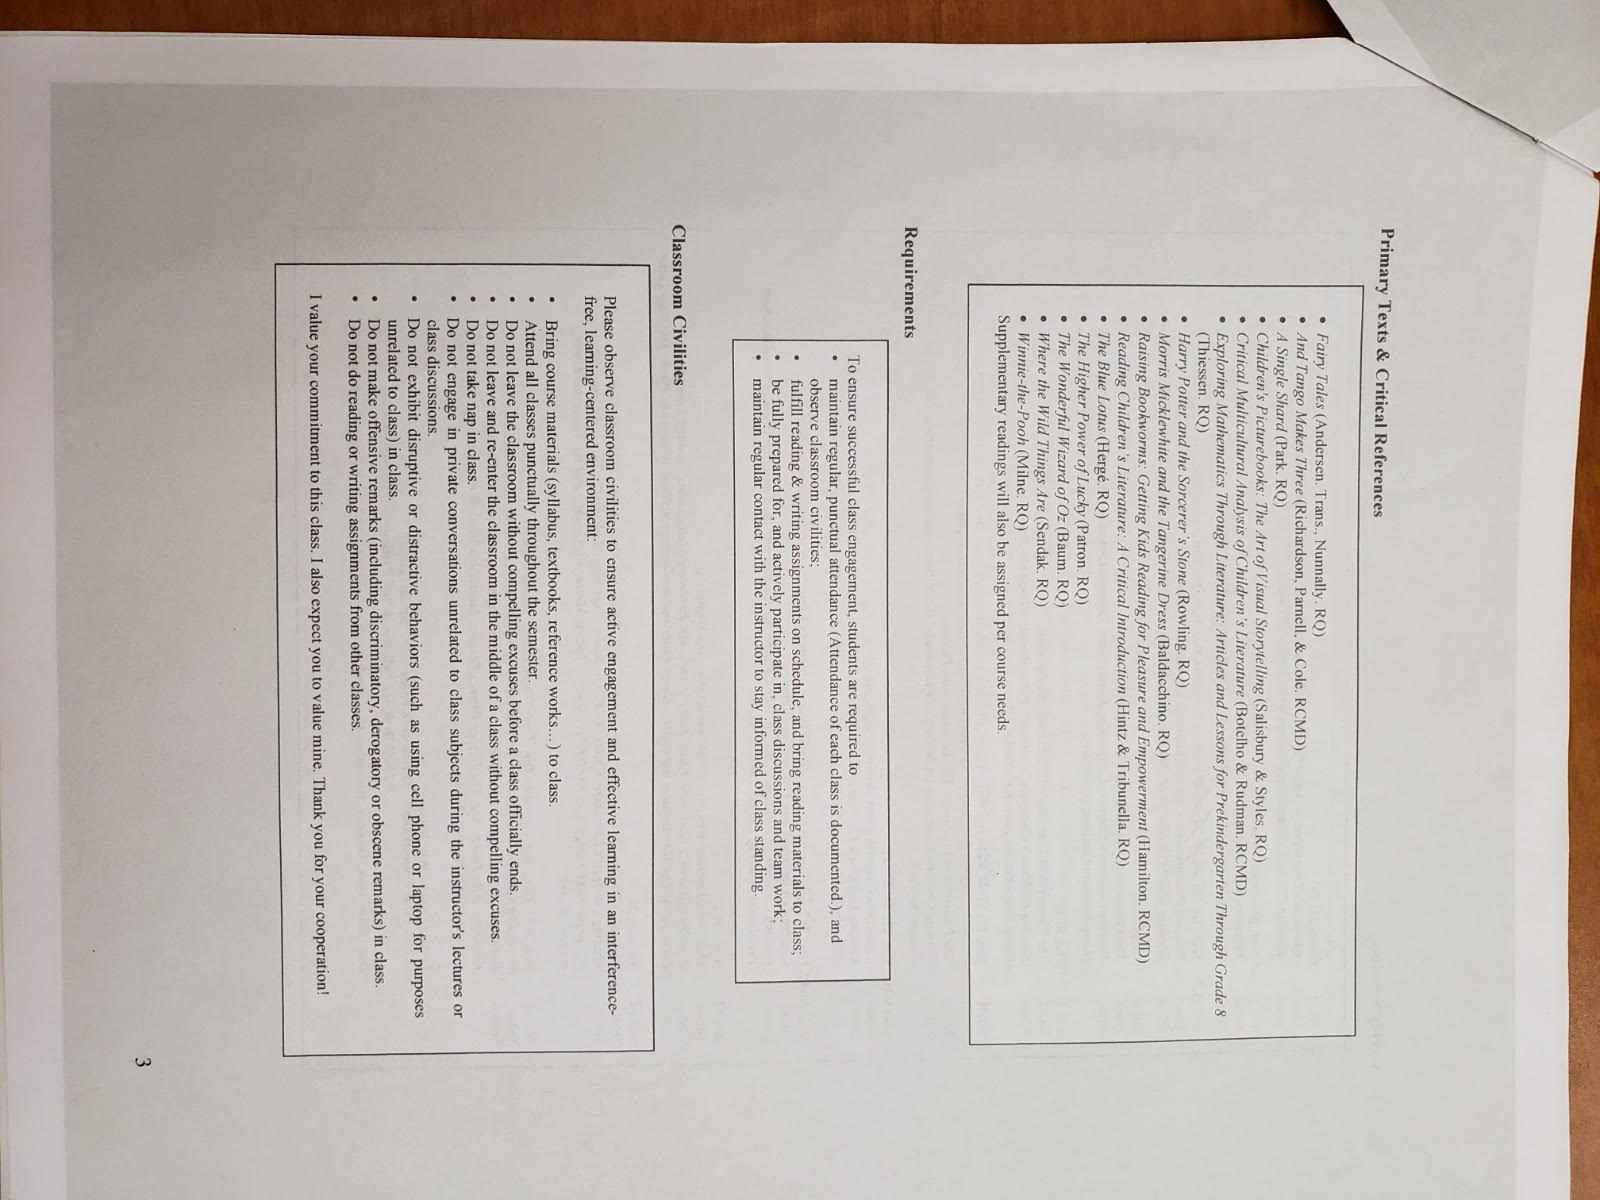 Primary Texts & Critical References
• Fairy Tales (Andersen. Trans., Nunnally. RQ)
• And Tango Makes Three (Richardson, Parnell, & Cole. RCMD)
• A Single Shard (Park. RQ)
• Children's Picturebooks: The Art of Visual Storytelling (Salisbury & Styles. RQ)
• Critical Multicultural Analysis of Children's Literature (Botelho & Rudman. RCMD)
• Exploring Mathematics Through Literature: Articles and Lessons for Prekindergarten Through Grade 8
(Thiessen. RQ)
• Harry Potter and the Sorcerer's Stone (Rowling. RQ)
• Morris Micklewhite and the Tangerine Dress (Baldacchino. RQ)
• Raising Bookworms: Getting Kids Reading for Pleasure and Empowerment (Hamilton. RCMD)
• Reading Children's Literature: A Critical Introduction (Hintz & Tribunella. RQ)
• The Blue Lotus (Hergé. RQ)
• The Higher Power of Lucky (Patron. RQ)
• The Wonderful Wizard of Oz (Baum. RQ)
• Where the Wild Things Are (Sendak. RQ)
• Winnie-the-Pooh (Milne. RQ)
Supplementary readings will also be assigned per course needs.
Requirements
To ensure successful class engagement, students are required to
• maintain regular, punctual attendance (Attendance of each class is documented.), and
observe classroom civilities;
• fulfill reading & writing assignments on schedule, and bring reading materials to class;
• be fully prepared for, and actively participate in, class discussions and team work;
• maintain regular contact with the instructor to stay informed of class standing.
Classroom Civilities
Please observe classroom civilities to ensure active engagement and effective learning in an interference-
free, learning-centered environment:
• Bring course materials (syllabus, textbooks, reference works…) to class.
• Attend all classes punctually throughout the semester.
• Do not leave the classroom without compelling excuses before a class officially ends.
• Do not leave and re-enter the classroom in the middle of a class without compelling excuses.
• Do not take nap in class.
• Do not engage in private conversations unrelated to class subjects during the instructor's lectures or
class discussions.
• Do not exhibit disruptive or distractive behaviors (such as using cell phone or laptop for purposes
unrelated to class) in class.
• Do not make offensive remarks (including discriminatory, derogatory or obscene remarks) in class.
• Do not do reading or writing assignments from other classes.
I value your commitment to this class. I also expect you to value mine. Thank you for your cooperation!
3